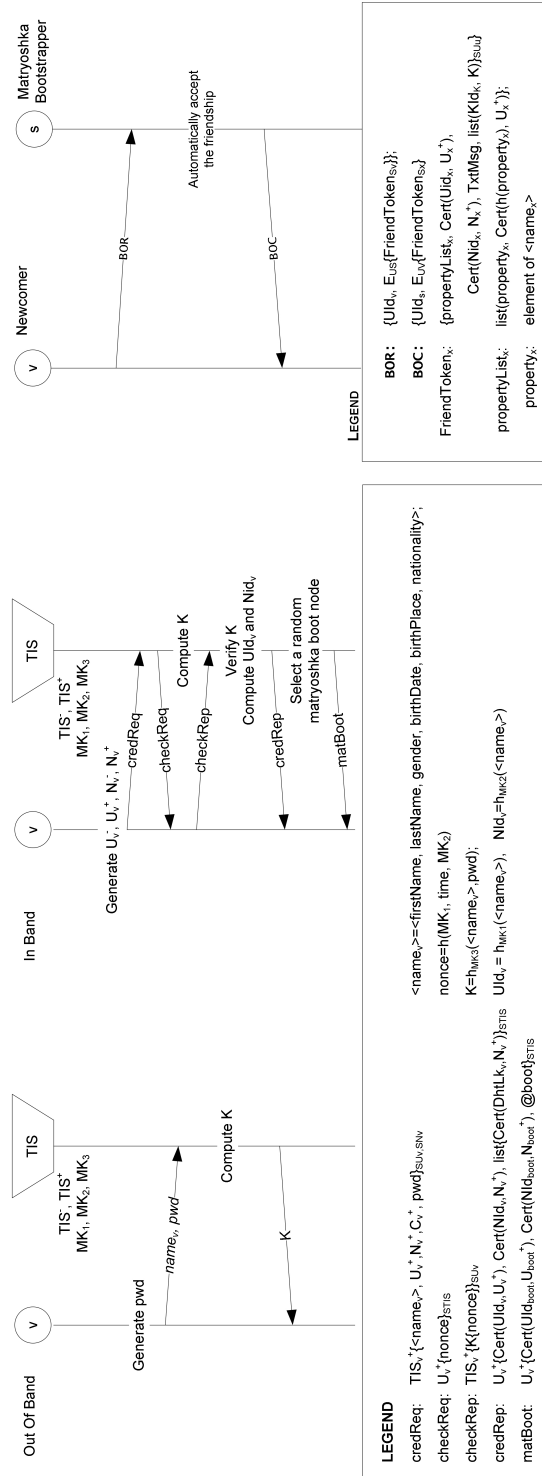 Out Of Band
v
TIS
TIS⁻, TIS⁺
MK₁, MK₂, MK₃
Generate pwd
nameᵥ, pwd
Compute K
K
In Band
v
TIS
TIS⁻, TIS⁺
MK₁, MK₂, MK₃
Generate Uᵥ⁻, Uᵥ⁺, Nᵥ⁻, Nᵥ⁺
credReq
checkReq
Compute K
checkRep
Verify K
Compute UIdᵥ and Nidᵥ
credRep
Select a random
matryoshka boot node
matBoot
LEGEND
credReq: TISᵥ⁺{<nameᵥ>, Uᵥ⁺,Nᵥ⁺,Cᵥ⁺, pwd}SUv,SNv
checkReq: Uᵥ⁺{nonce}STIS
checkRep: TISᵥ⁺{K{nonce}}SUv
credRep: Uᵥ⁺{Cert(UIdᵥ,Uᵥ⁺), Cert(NIdᵥ,Nᵥ⁺), list{Cert(DhtLkᵥ,Nᵥ⁺)}STIS
matBoot: Uᵥ⁺{Cert(UIdboot,Uboot⁺), Cert(NIdboot,Nboot⁺), @boot}STIS
<nameᵥ>=<firstName, lastName, gender, birthDate, birthPlace, nationality>;
nonce=h(MK₁, time, MK₂)
K=hMK3(<nameᵥ>,pwd);
UIdᵥ = hMK1(<nameᵥ>), NIdᵥ=hMK2(<nameᵥ>)
Newcomer
v
Matryoshka
Bootstrapper
s
BOR
Automatically accept
the friendship
BOC
LEGEND
BOR: {UIdᵥ, EUS{FriendTokenSv}};
BOC: {UIdₛ, EUV{FriendTokenSx}
FriendTokenₓ: {propertyListₓ, Cert(Uidₓ, Uₓ⁺),
Cert(Nidₓ, Nₓ⁺), TxtMsg, list(KIdK, K)}SUu}
propertyListₓ: list(propertyₓ, Cert(h(propertyₓ), Uₓ⁺)};
propertyₓ: element of <nameₓ>